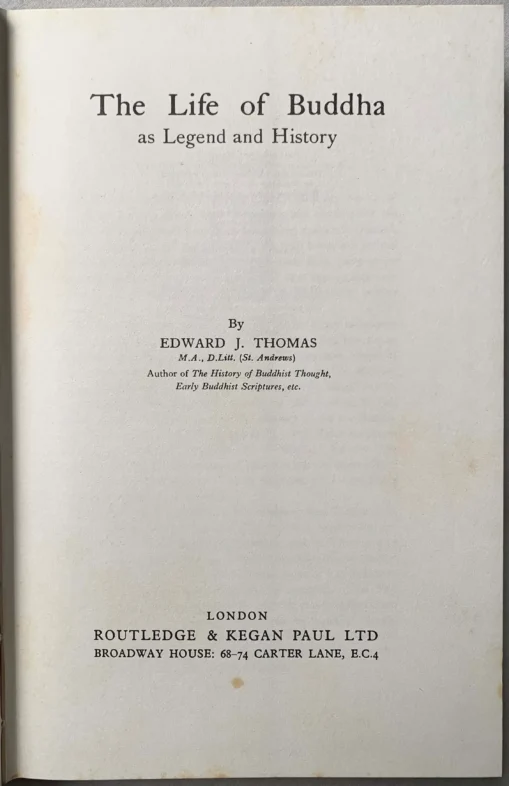 The Life of Buddha
as Legend and History
By
EDWARD J. THOMAS
M.A., D.Litt. (St. Andrews)
Author of The History of Buddhist Thought,
Early Buddhist Scriptures, etc.
LONDON
ROUTLEDGE & KEGAN PAUL LTD
BROADWAY HOUSE: 68–74 CARTER LANE, E.C.4